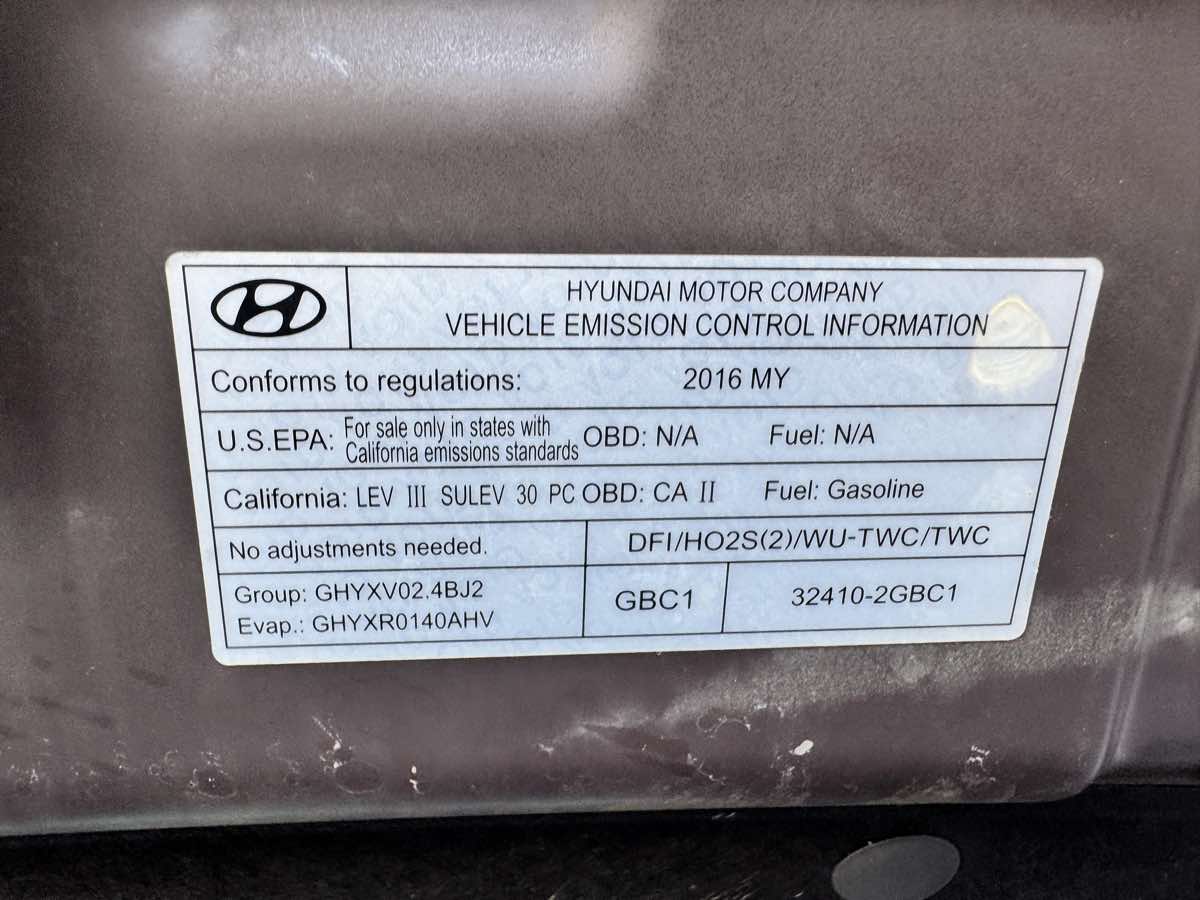 HYUNDAI MOTOR COMPANY
VEHICLE EMISSION CONTROL INFORMATION
Conforms to regulations: 2016 MY
U.S.EPA: For sale only in states with California emissions standards OBD: N/A Fuel: N/A
California: LEV III SULEV 30 PC OBD: CA II Fuel: Gasoline
No adjustments needed. DFI/HO2S(2)/WU-TWC/TWC
Group: GHYXV02.4BJ2
Evap.: GHYXR0140AHV
GBC1 32410-2GBC1